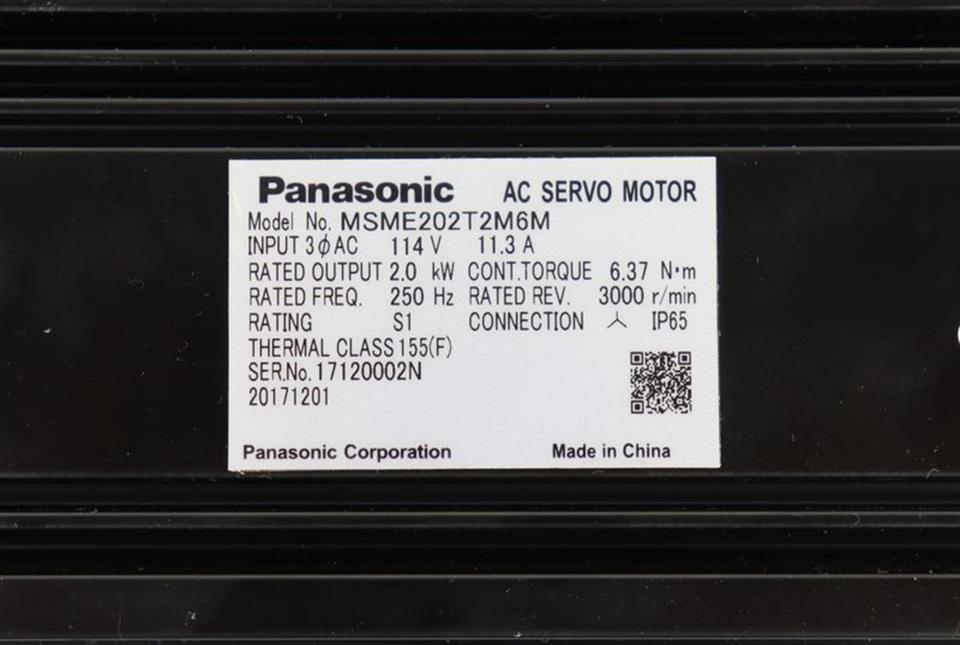 Panasonic AC SERVO MOTOR
Model No. MSME202T2M6M
INPUT 3ϕAC 114 V 11.3 A
RATED OUTPUT 2.0 kW CONT.TORQUE 6.37 N·m
RATED FREQ. 250 Hz RATED REV. 3000 r/min
RATING S1 CONNECTION 人 IP65
THERMAL CLASS 155(F)
SER.No. 17120002N
20171201
Panasonic Corporation Made in China